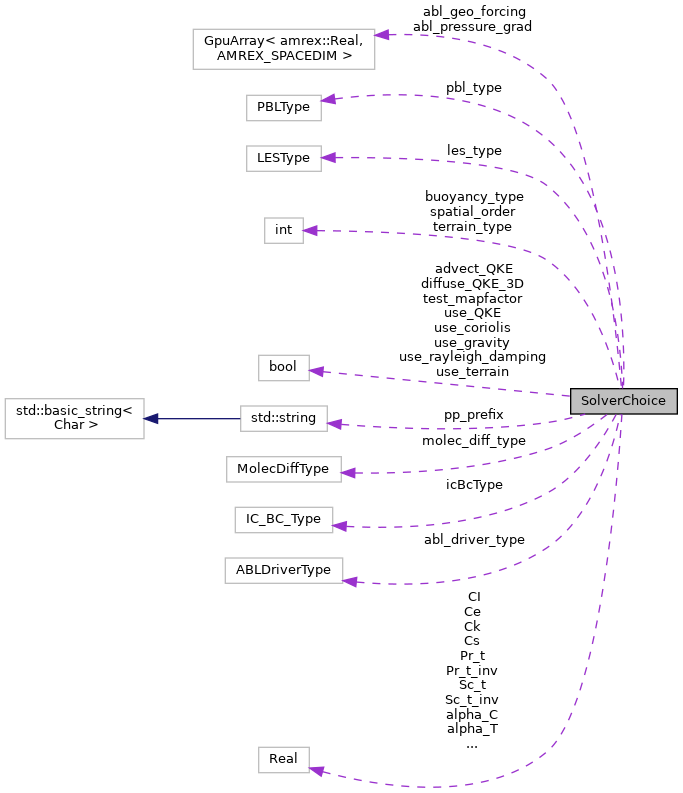 abl_geo_forcing
abl_pressure_grad
GpuArray< amrex::Real,
AMREX_SPACEDIM >
pbl_type
PBLType
les_type
LESType
buoyancy_type
spatial_order
terrain_type
int
advect_QKE
diffuse_QKE_3D
test_mapfactor
use_QKE
use_coriolis
use_gravity
use_rayleigh_damping
use_terrain
bool
SolverChoice
std::basic_string<
Char >
std::string
pp_prefix
molec_diff_type
MolecDiffType
icBcType
IC_BC_Type
abl_driver_type
ABLDriverType
CI
Ce
Ck
Cs
Pr_t
Pr_t_inv
Sc_t
Sc_t_inv
alpha_C
alpha_T
...
Real